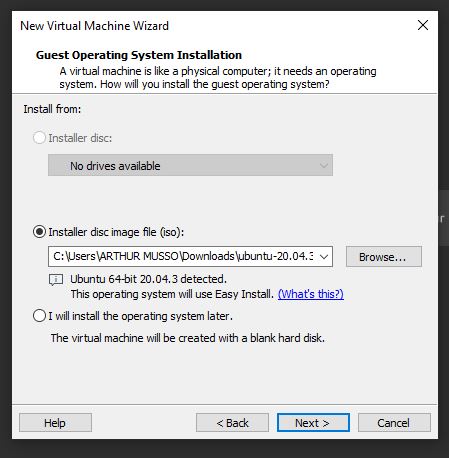 New Virtual Machine Wizard
Guest Operating System Installation
A virtual machine is like a physical computer; it needs an operating
system. How will you install the guest operating system?
Install from:
Installer disc:
No drives available
Installer disc image file (iso):
C:\Users\ARTHUR MUSSO\Downloads\ubuntu-20.04.3
Browse...
Ubuntu 64-bit 20.04.3 detected.
This operating system will use Easy Install. (What's this?)
I will install the operating system later.
The virtual machine will be created with a blank hard disk.
Help
< Back
Next >
Cancel